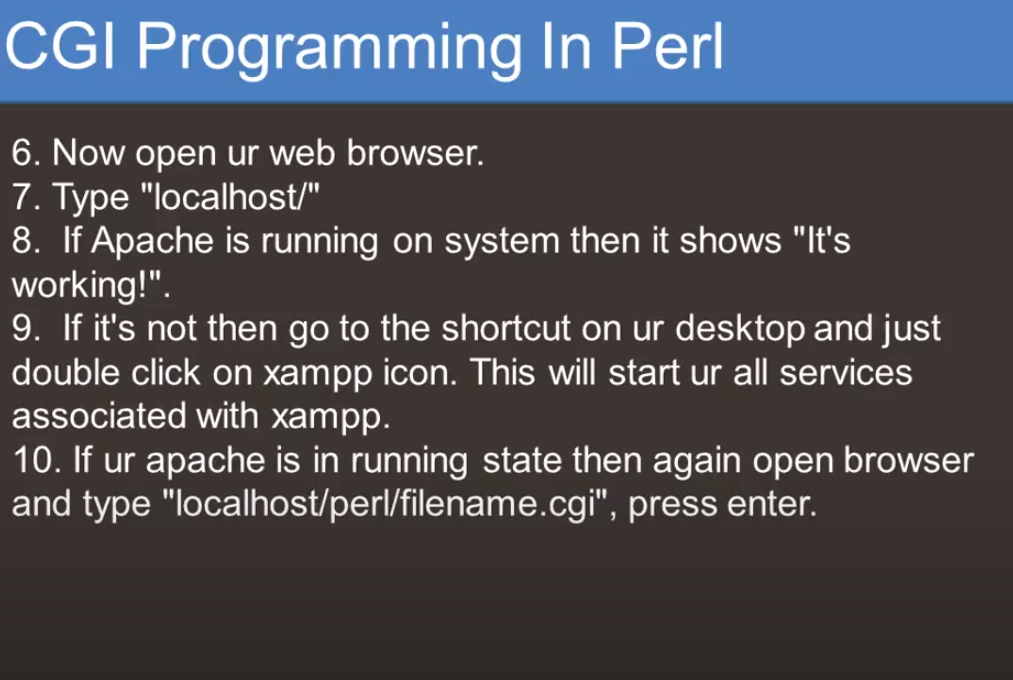 CGI Programming In Perl
6. Now open ur web browser.
7. Type "localhost/"
8.  If Apache is running on system then it shows "It's
working!".
9.  If it's not then go to the shortcut on ur desktop and just
double click on xampp icon. This will start ur all services
associated with xampp.
10. If ur apache is in running state then again open browser
and type "localhost/perl/filename.cgi", press enter.